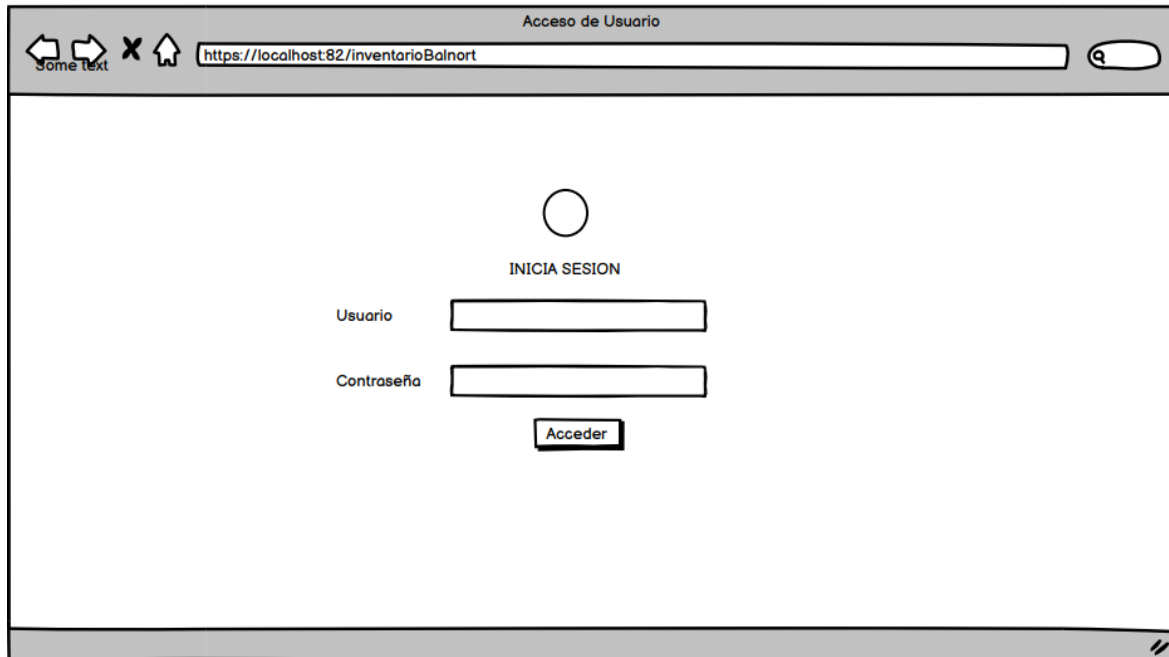 Acceso de Usuario
https://localhost:82/inventarioBalnort
Some text
INICIA SESION
Usuario
Contraseña
Acceder